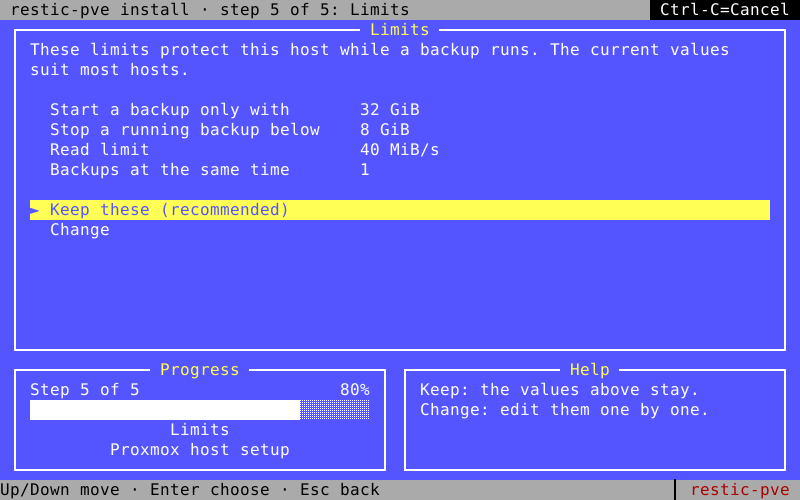 restic-pve install · step 5 of 5: Limits
Ctrl-C=Cancel
Limits
These limits protect this host while a backup runs. The current values
suit most hosts.
Start a backup only with 32 GiB
Stop a running backup below 8 GiB
Read limit 40 MiB/s
Backups at the same time 1
► Keep these (recommended)
Change
Progress
Step 5 of 5 80%
Limits
Proxmox host setup
Help
Keep: the values above stay.
Change: edit them one by one.
Up/Down move · Enter choose · Esc back
restic-pve